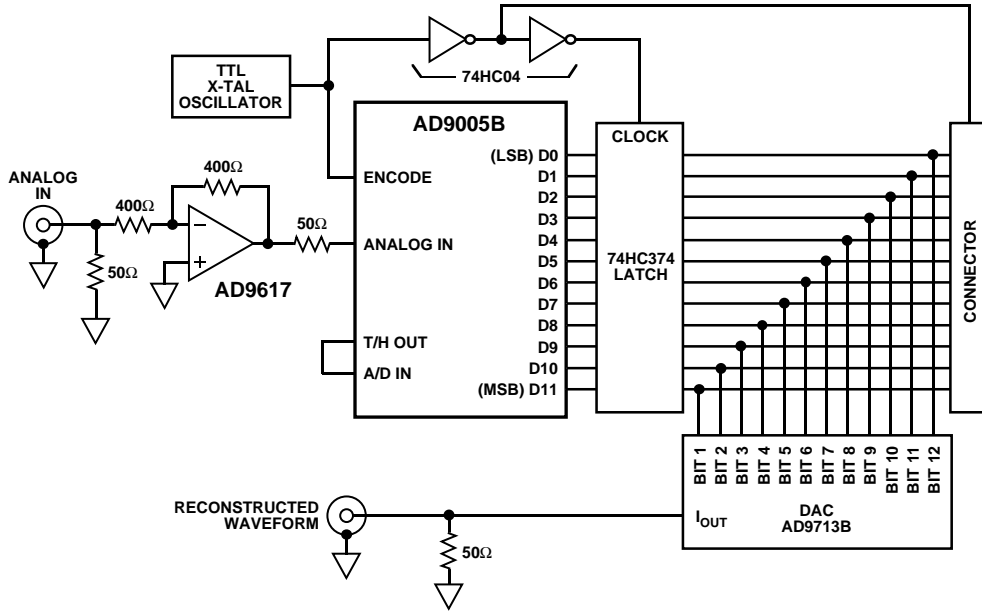 TTL
X-TAL
OSCILLATOR
74HC04
AD9005B
ENCODE
ANALOG IN
T/H OUT
A/D IN
(LSB) D0
D1
D2
D3
D4
D5
D6
D7
D8
D9
D10
(MSB) D11
CLOCK
74HC374
LATCH
CONNECTOR
ANALOG
IN
50Ω
400Ω
400Ω
AD9617
50Ω
BIT 1
BIT 2
BIT 3
BIT 4
BIT 5
BIT 6
BIT 7
BIT 8
BIT 9
BIT 10
BIT 11
BIT 12
IOUT
DAC
AD9713B
RECONSTRUCTED
WAVEFORM
50Ω